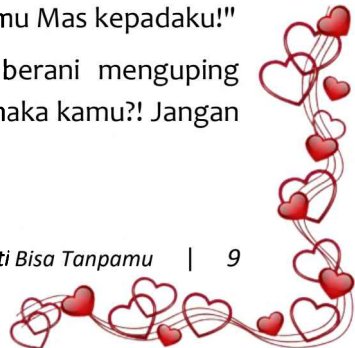 mu Mas kepadaku!"
berani menguping
naka kamu?! Jangan
ti Bisa Tanpamu | 9